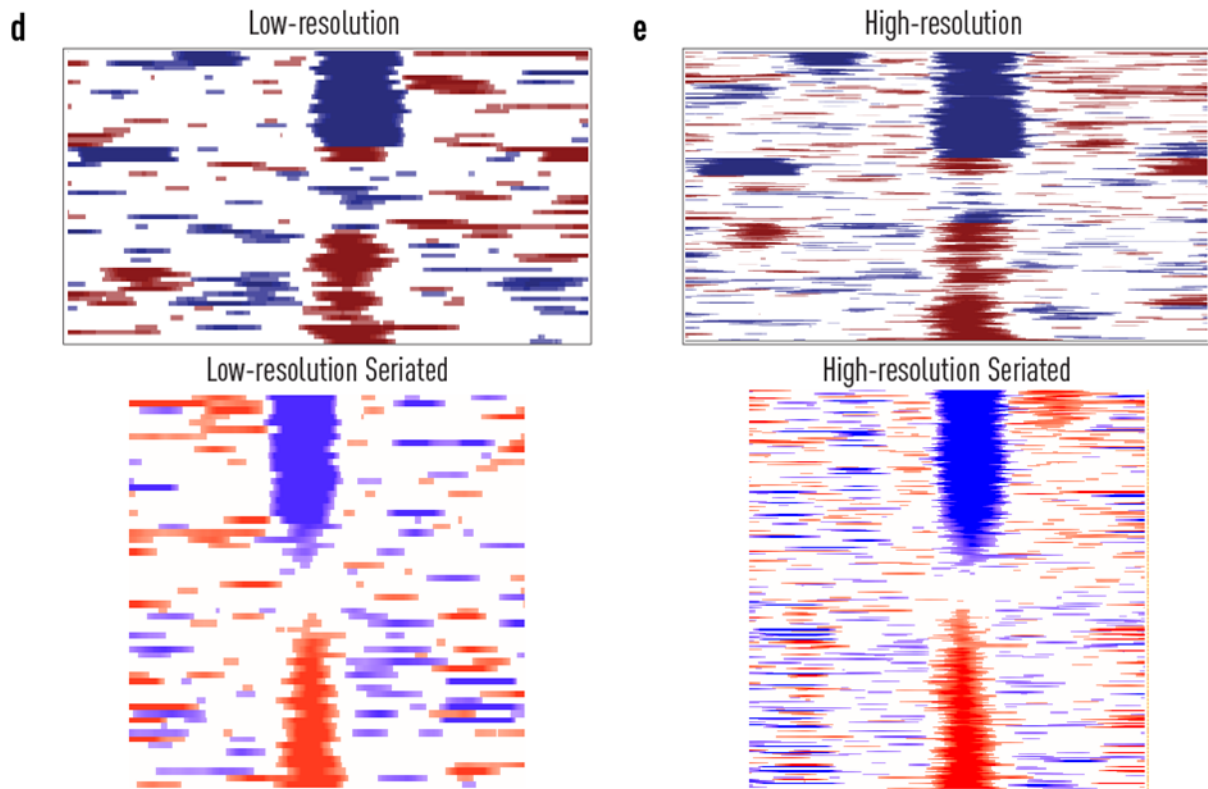 d
Low-resolution
e
High-resolution
Low-resolution Seriated
High-resolution Seriated